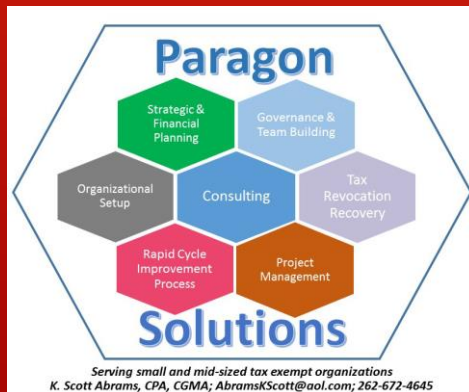 Paragon
Strategic &
Financial
Planning
Governance &
Team Building
Organizational
Setup
Consulting
Tax
Revocation
Recovery
Rapid Cycle
Improvement
Process
Project
Management
Solutions
Serving small and mid-sized tax exempt organizations
K. Scott Abrams, CPA, CGMA; AbramsKScott@aol.com; 262-672-4645